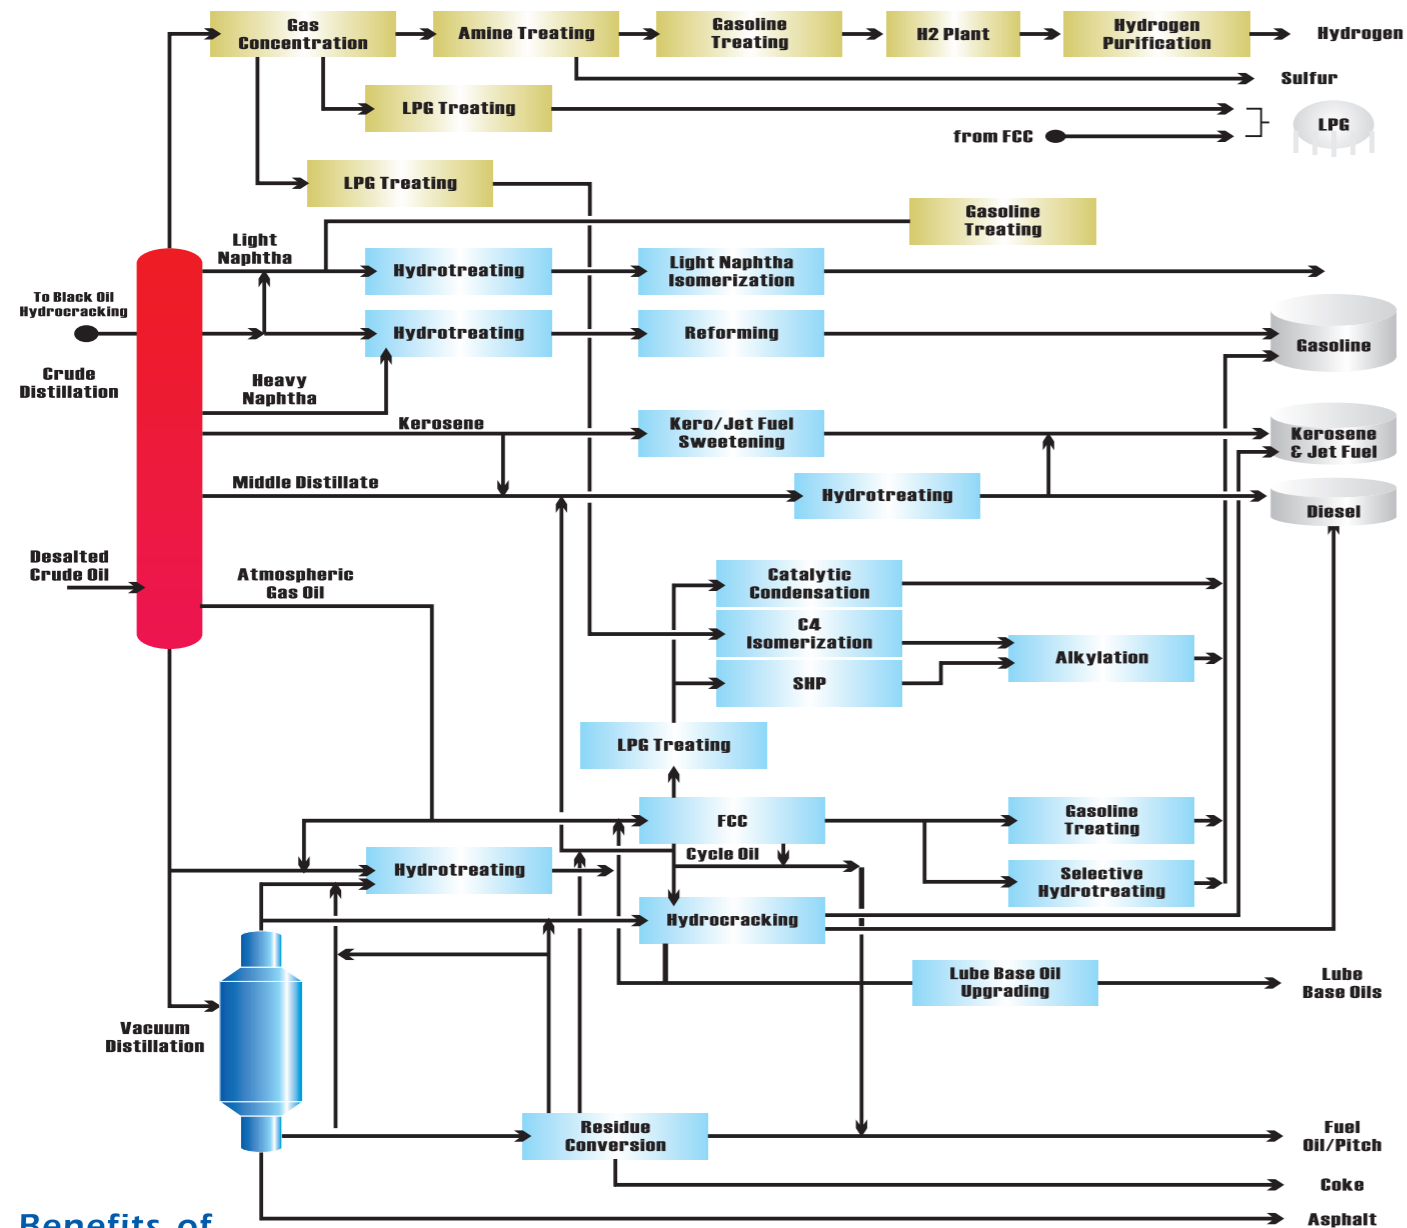 Gas
Concentration
Amine Treating
Gasoline
Treating
H2 Plant
Hydrogen
Purification
Hydrogen
Sulfur
LPG Treating
from FCC
LPG
LPG Treating
Gasoline
Treating
Light
Naphtha
Hydrotreating
Light Naphtha
Isomerization
To Black Oil
Hydrocracking
Hydrotreating
Reforming
Gasoline
Crude
Distillation
Heavy
Naphtha
Kerosene
Kero/Jet Fuel
Sweetening
Kerosene
& Jet Fuel
Middle Distillate
Hydrotreating
Diesel
Desalted
Crude Oil
Atmospheric
Gas Oil
Catalytic
Condensation
C4
Isomerization
Alkylation
SHP
LPG Treating
FCC
Gasoline
Treating
Cycle Oil
Hydrotreating
Selective
Hydrotreating
Hydrocracking
Lube Base Oil
Upgrading
Lube
Base Oils
Vacuum
Distillation
Residue
Conversion
Fuel
Oil/Pitch
Coke
Asphalt
Benefits of